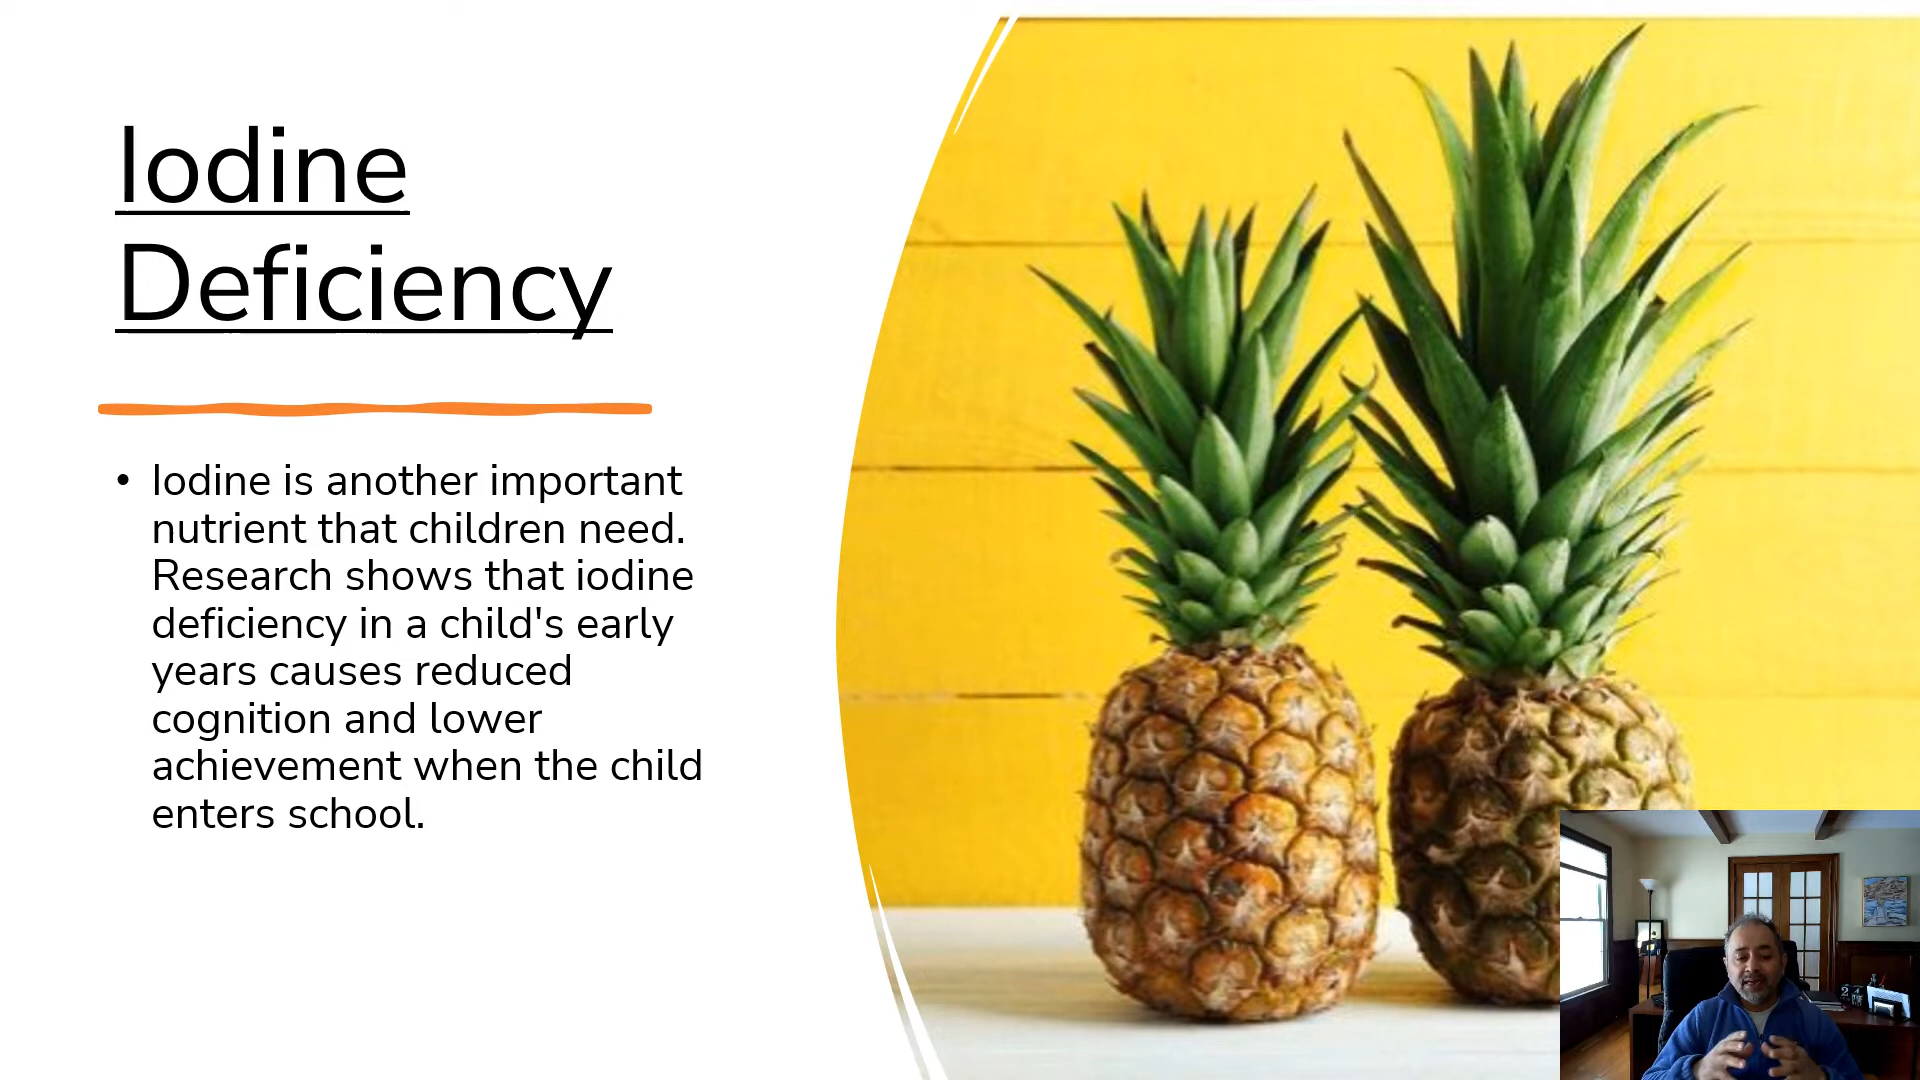 Iodine
Deficiency
• Iodine is another important
nutrient that children need.
Research shows that iodine
deficiency in a child's early
years causes reduced
cognition and lower
achievement when the child
enters school.